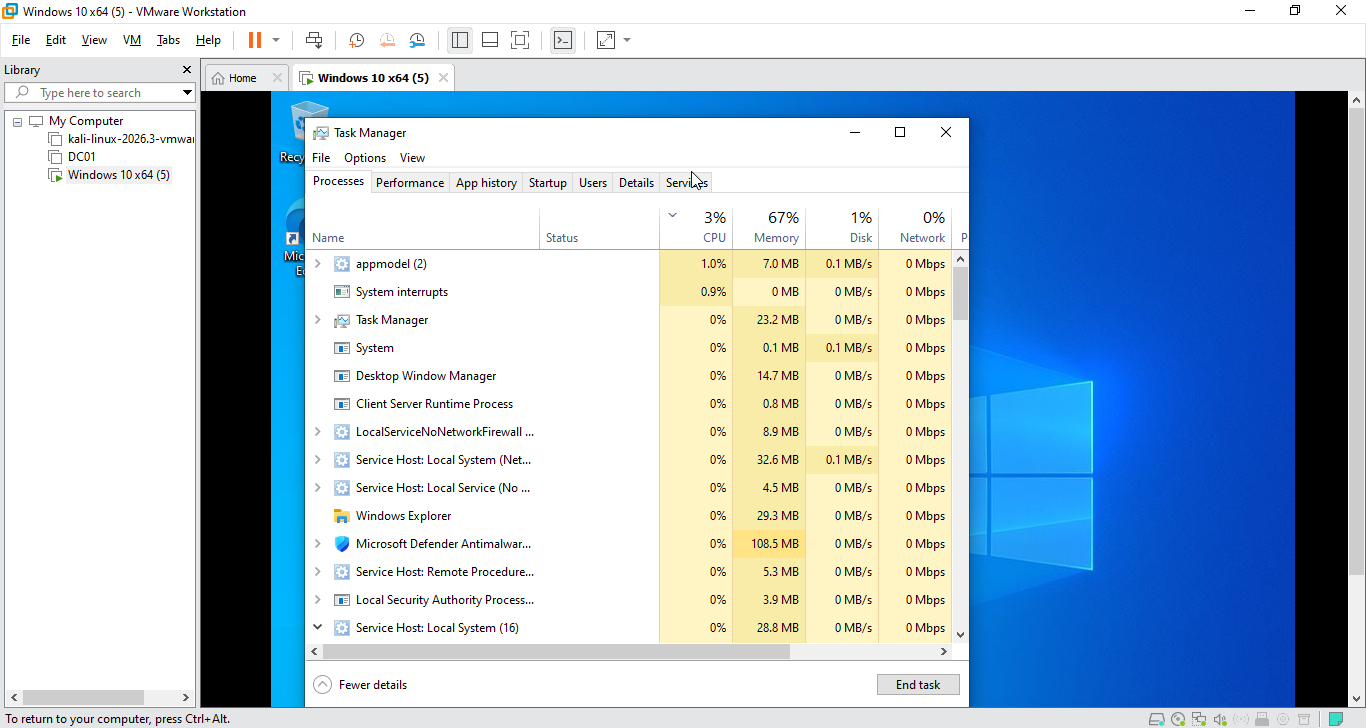 Windows 10 x64 (5) - VMware Workstation
File Edit View VM Tabs Help
Library
Type here to search
My Computer
kali-linux-2026.3-vmwar
DC01
Windows 10 x64 (5)
Home
Windows 10 x64 (5)
Recy
Mic
E
Task Manager
File Options View
Processes Performance App history Startup Users Details Services
3% 67% 1% 0%
Name Status CPU Memory Disk Network P
appmodel (2) 1.0% 7.0 MB 0.1 MB/s 0 Mbps
System interrupts 0.9% 0 MB 0 MB/s 0 Mbps
Task Manager 0% 23.2 MB 0 MB/s 0 Mbps
System 0% 0.1 MB 0.1 MB/s 0 Mbps
Desktop Window Manager 0% 14.7 MB 0 MB/s 0 Mbps
Client Server Runtime Process 0% 0.8 MB 0 MB/s 0 Mbps
LocalServiceNoNetworkFirewall ... 0% 8.9 MB 0 MB/s 0 Mbps
Service Host: Local System (Net... 0% 32.6 MB 0.1 MB/s 0 Mbps
Service Host: Local Service (No ... 0% 4.5 MB 0 MB/s 0 Mbps
Windows Explorer 0% 29.3 MB 0 MB/s 0 Mbps
Microsoft Defender Antimalwar... 0% 108.5 MB 0 MB/s 0 Mbps
Service Host: Remote Procedure... 0% 5.3 MB 0 MB/s 0 Mbps
Local Security Authority Process... 0% 3.9 MB 0 MB/s 0 Mbps
Service Host: Local System (16) 0% 28.8 MB 0 MB/s 0 Mbps
Fewer details
End task
To return to your computer, press Ctrl+Alt.